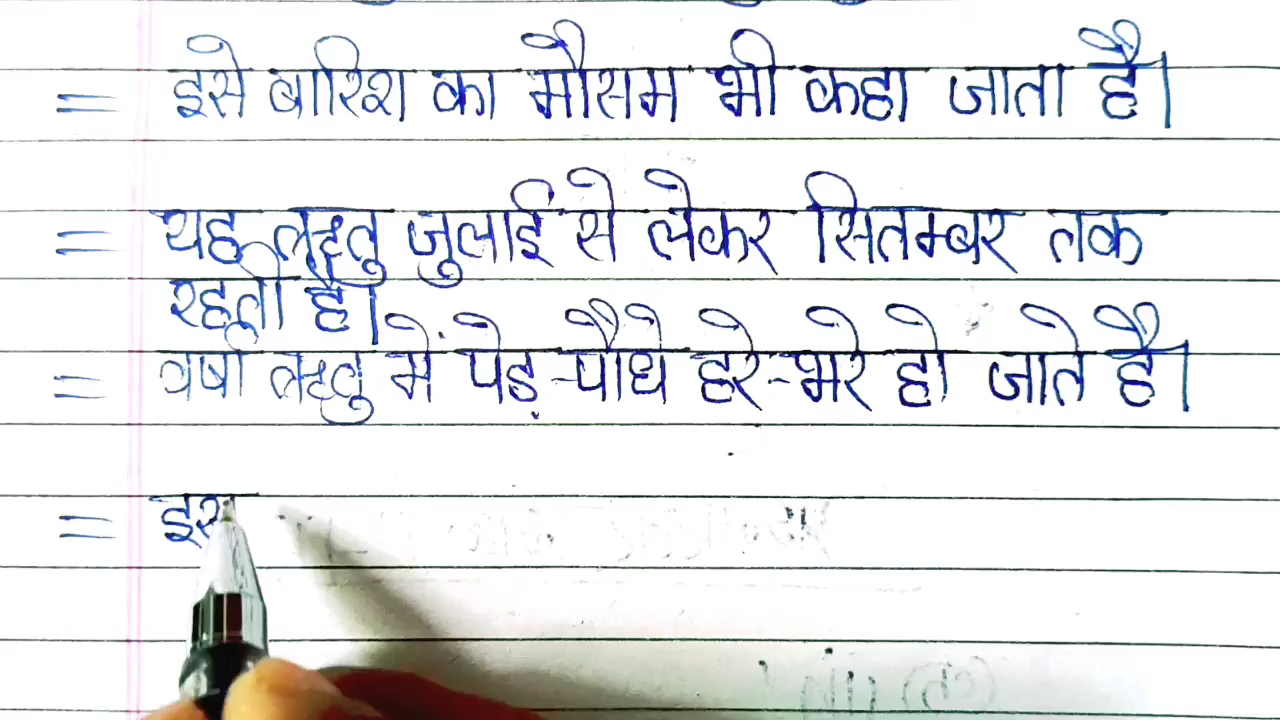 = इसे बारिश का मौसम भी कहा जाता है।
= यह ऋतु जुलाई से लेकर सितम्बर तक
रहती है।
= वर्षा ऋतु में पेड़-पौधे हरे-भरे हो जाते है।
= इस